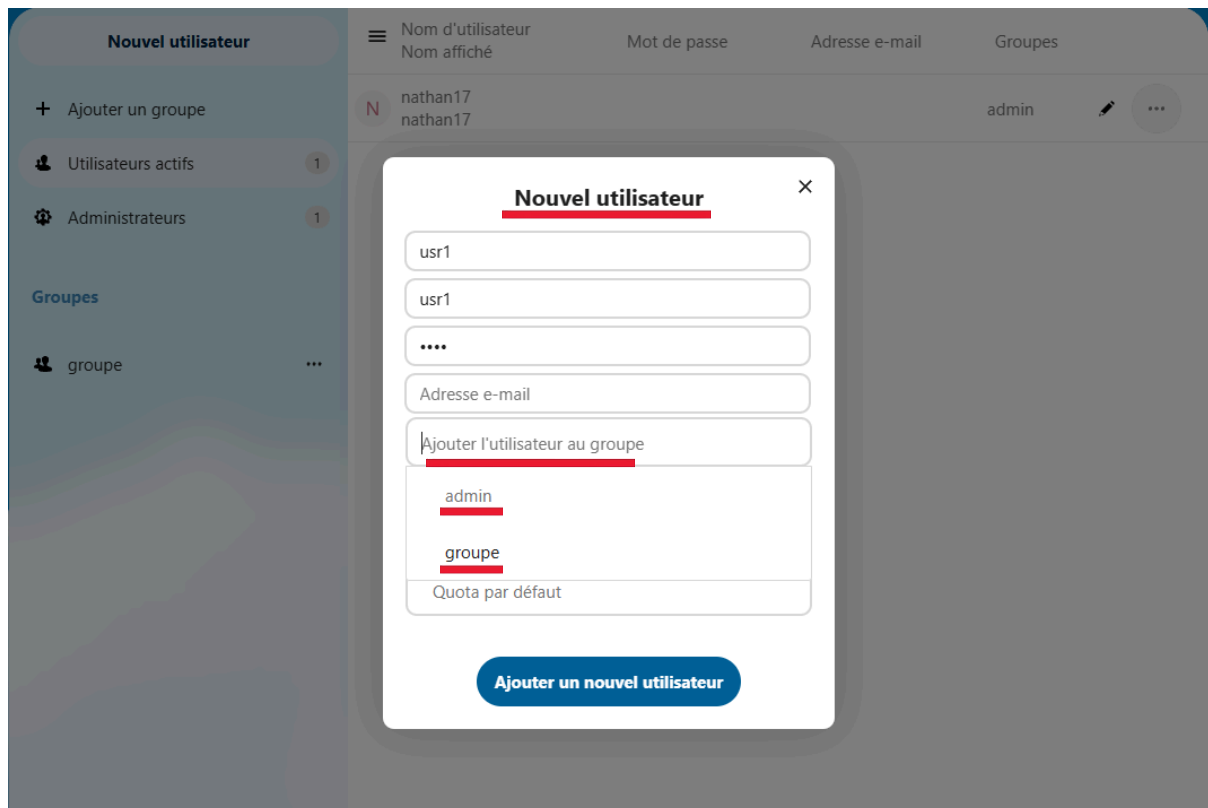 Nouvel utilisateur
Ajouter un groupe
Utilisateurs actifs 1
Administrateurs 1
Groupes
groupe ...
Nom d'utilisateur
Nom affiché
Mot de passe
Adresse e-mail
Groupes
N
nathan17
nathan17
admin
...
Nouvel utilisateur
usr1
usr1
••••
Adresse e-mail
Ajouter l'utilisateur au groupe
admin
groupe
Quota par défaut
Ajouter un nouvel utilisateur